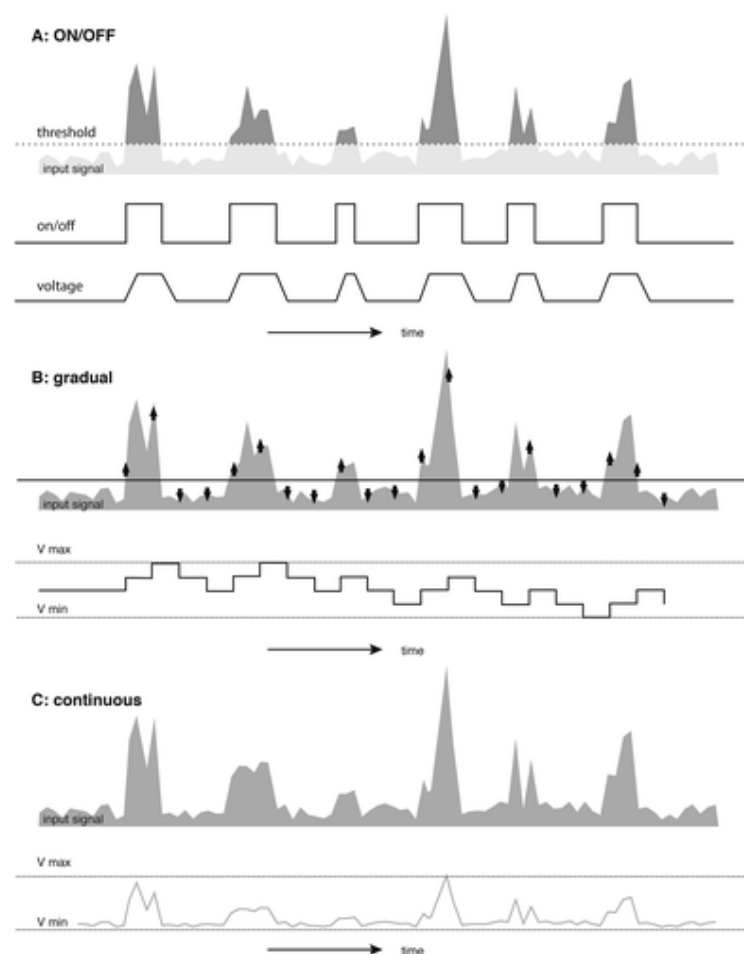 A: ON/OFF
threshold
input signal
on/off
voltage
time
B: gradual
input signal
V max
V min
time
C: continuous
input signal
V max
V min
time